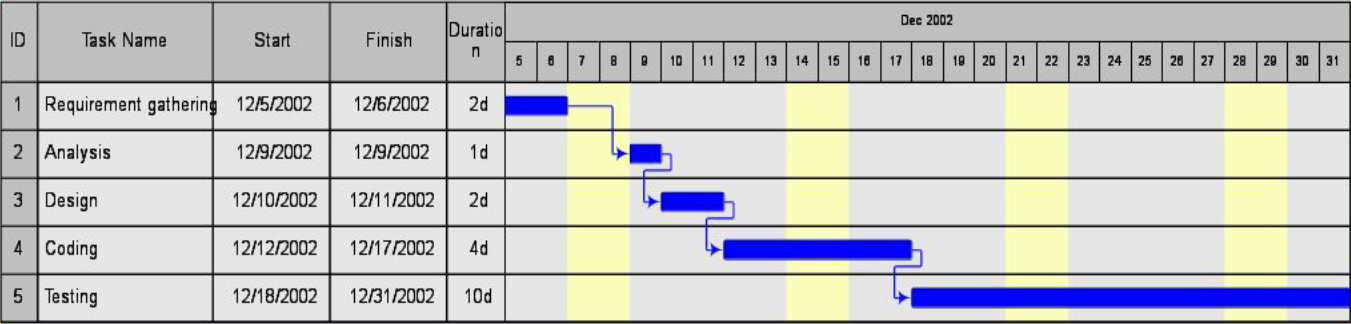 ID Task Name Start Finish Duratio
n Dec 2002
5 6 7 8 9 10 11 12 13 14 15 16 17 18 19 20 21 22 23 24 25 26 27 28 29 30 31
1 Requirement gathering 12/5/2002 12/6/2002 2d
2 Analysis 12/9/2002 12/9/2002 1d
3 Design 12/10/2002 12/11/2002 2d
4 Coding 12/12/2002 12/17/2002 4d
5 Testing 12/18/2002 12/31/2002 10d